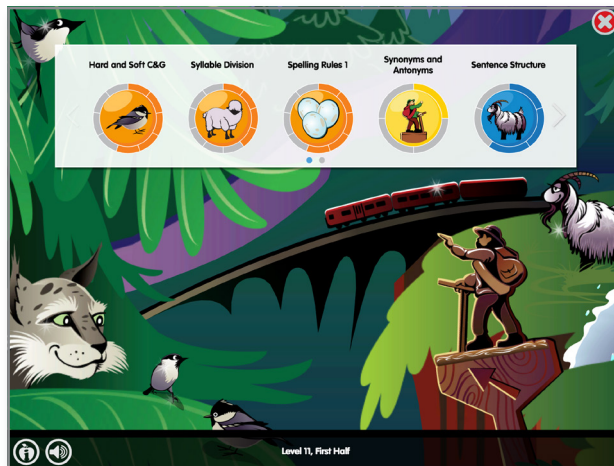 Hard and Soft C&G
Syllable Division
Spelling Rules 1
Synonyms and
Antonyms
Sentence Structure
Level 11, First Half